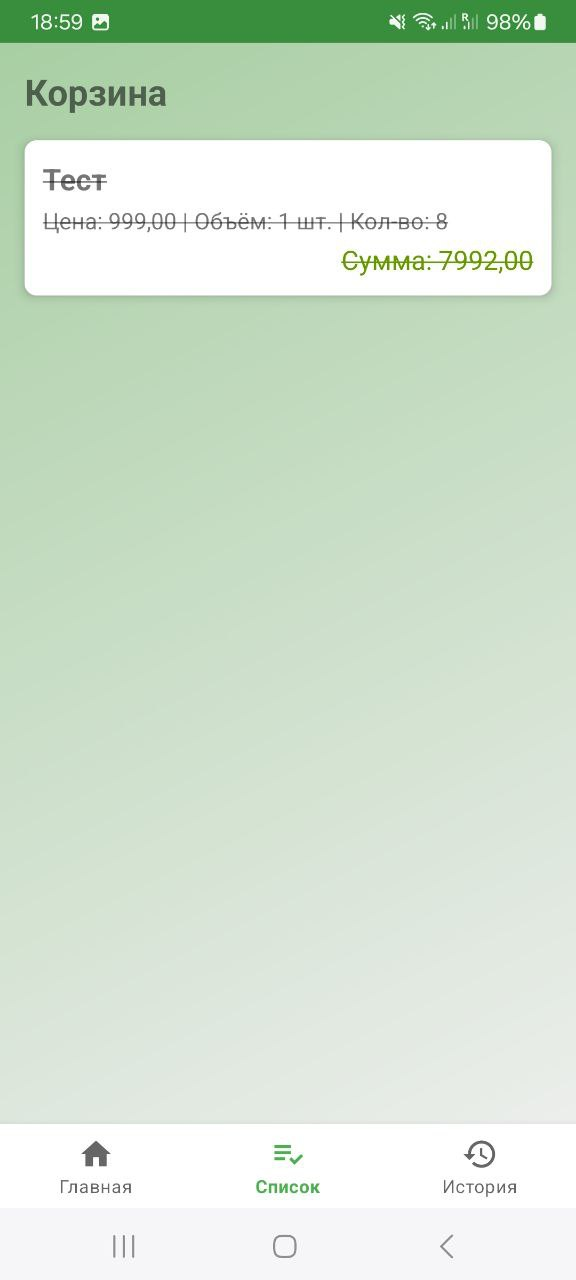 18:59 98%
Корзина
Тест
Цена: 999,00 | Объём: 1 шт. | Кол-во: 8
Сумма: 7992,00
Главная Список История